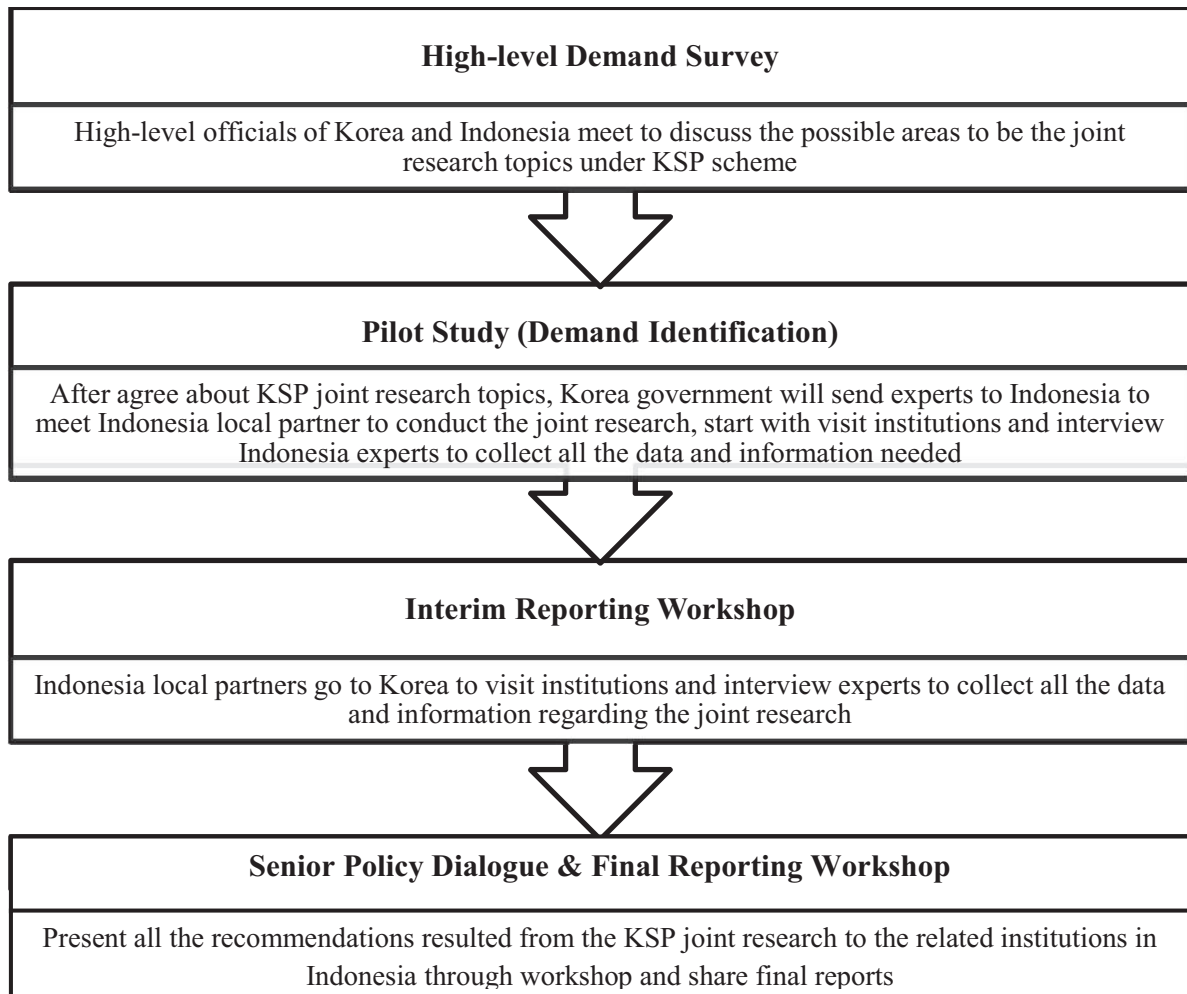 High-level Demand Survey
High-level officials of Korea and Indonesia meet to discuss the possible areas to be the joint
research topics under KSP scheme
Pilot Study (Demand Identification)
After agree about KSP joint research topics, Korea government will send experts to Indonesia to
meet Indonesia local partner to conduct the joint research, start with visit institutions and interview
Indonesia experts to collect all the data and information needed
Interim Reporting Workshop
Indonesia local partners go to Korea to visit institutions and interview experts to collect all the data
and information regarding the joint research
Senior Policy Dialogue & Final Reporting Workshop
Present all the recommendations resulted from the KSP joint research to the related institutions in
Indonesia through workshop and share final reports